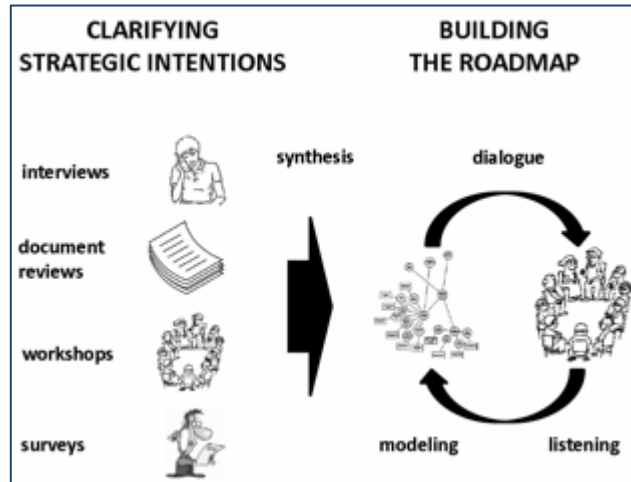 CLARIFYING
STRATEGIC INTENTIONS
interviews
document
reviews
workshops
surveys
synthesis
BUILDING
THE ROADMAP
dialogue
modeling
listening